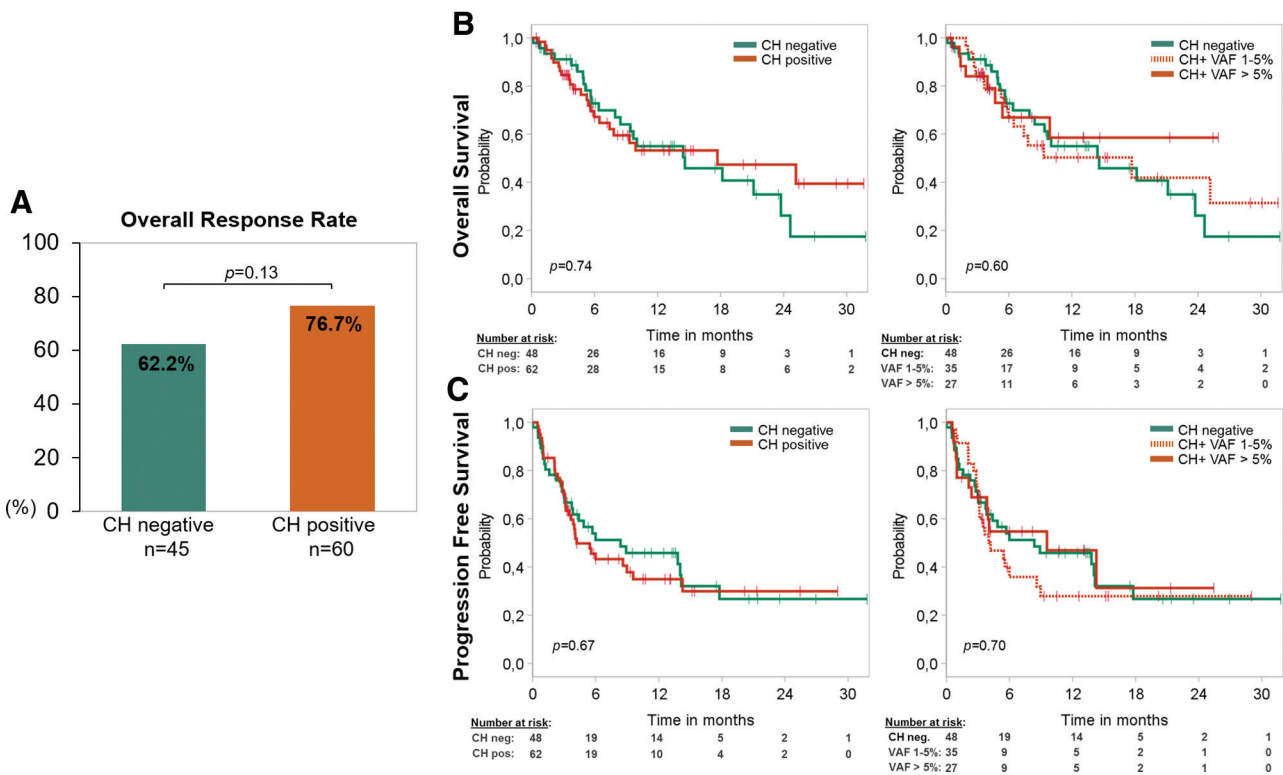 A
Overall Response Rate
100
80
60
40
20
(%) 0
p=0.13
62.2%
76.7%
CH negative
n=45
CH positive
n=60
B
Overall Survival
Probability
1,0
0,8
0,6
0,4
0,2
0,0
CH negative
CH positive
p=0.74
0 6 12 18 24 30
Time in months
Number at risk:
CH neg: 48 26 16 9 3 1
CH pos: 62 28 15 8 6 2
Probability
1,0
0,8
0,6
0,4
0,2
0,0
CH negative
CH+ VAF 1-5%
CH+ VAF > 5%
p=0.60
0 6 12 18 24 30
Time in months
Number at risk:
CH neg: 48 26 16 9 3 1
VAF 1-5%: 35 17 9 5 4 2
VAF > 5%: 27 11 6 3 2 0
C
Progression Free Survival
Probability
1,0
0,8
0,6
0,4
0,2
0,0
CH negative
CH positive
p=0.67
0 6 12 18 24 30
Time in months
Number at risk:
CH neg: 48 19 14 5 2 1
CH pos: 62 19 10 4 2 0
Probability
1,0
0,8
0,6
0,4
0,2
0,0
CH negative
CH+ VAF 1-5%
CH+ VAF > 5%
p=0.70
0 6 12 18 24 30
Time in months
Number at risk:
CH neg. 48 19 14 5 2 1
VAF 1-5%: 35 9 5 2 1 0
VAF > 5%: 27 9 5 2 1 0